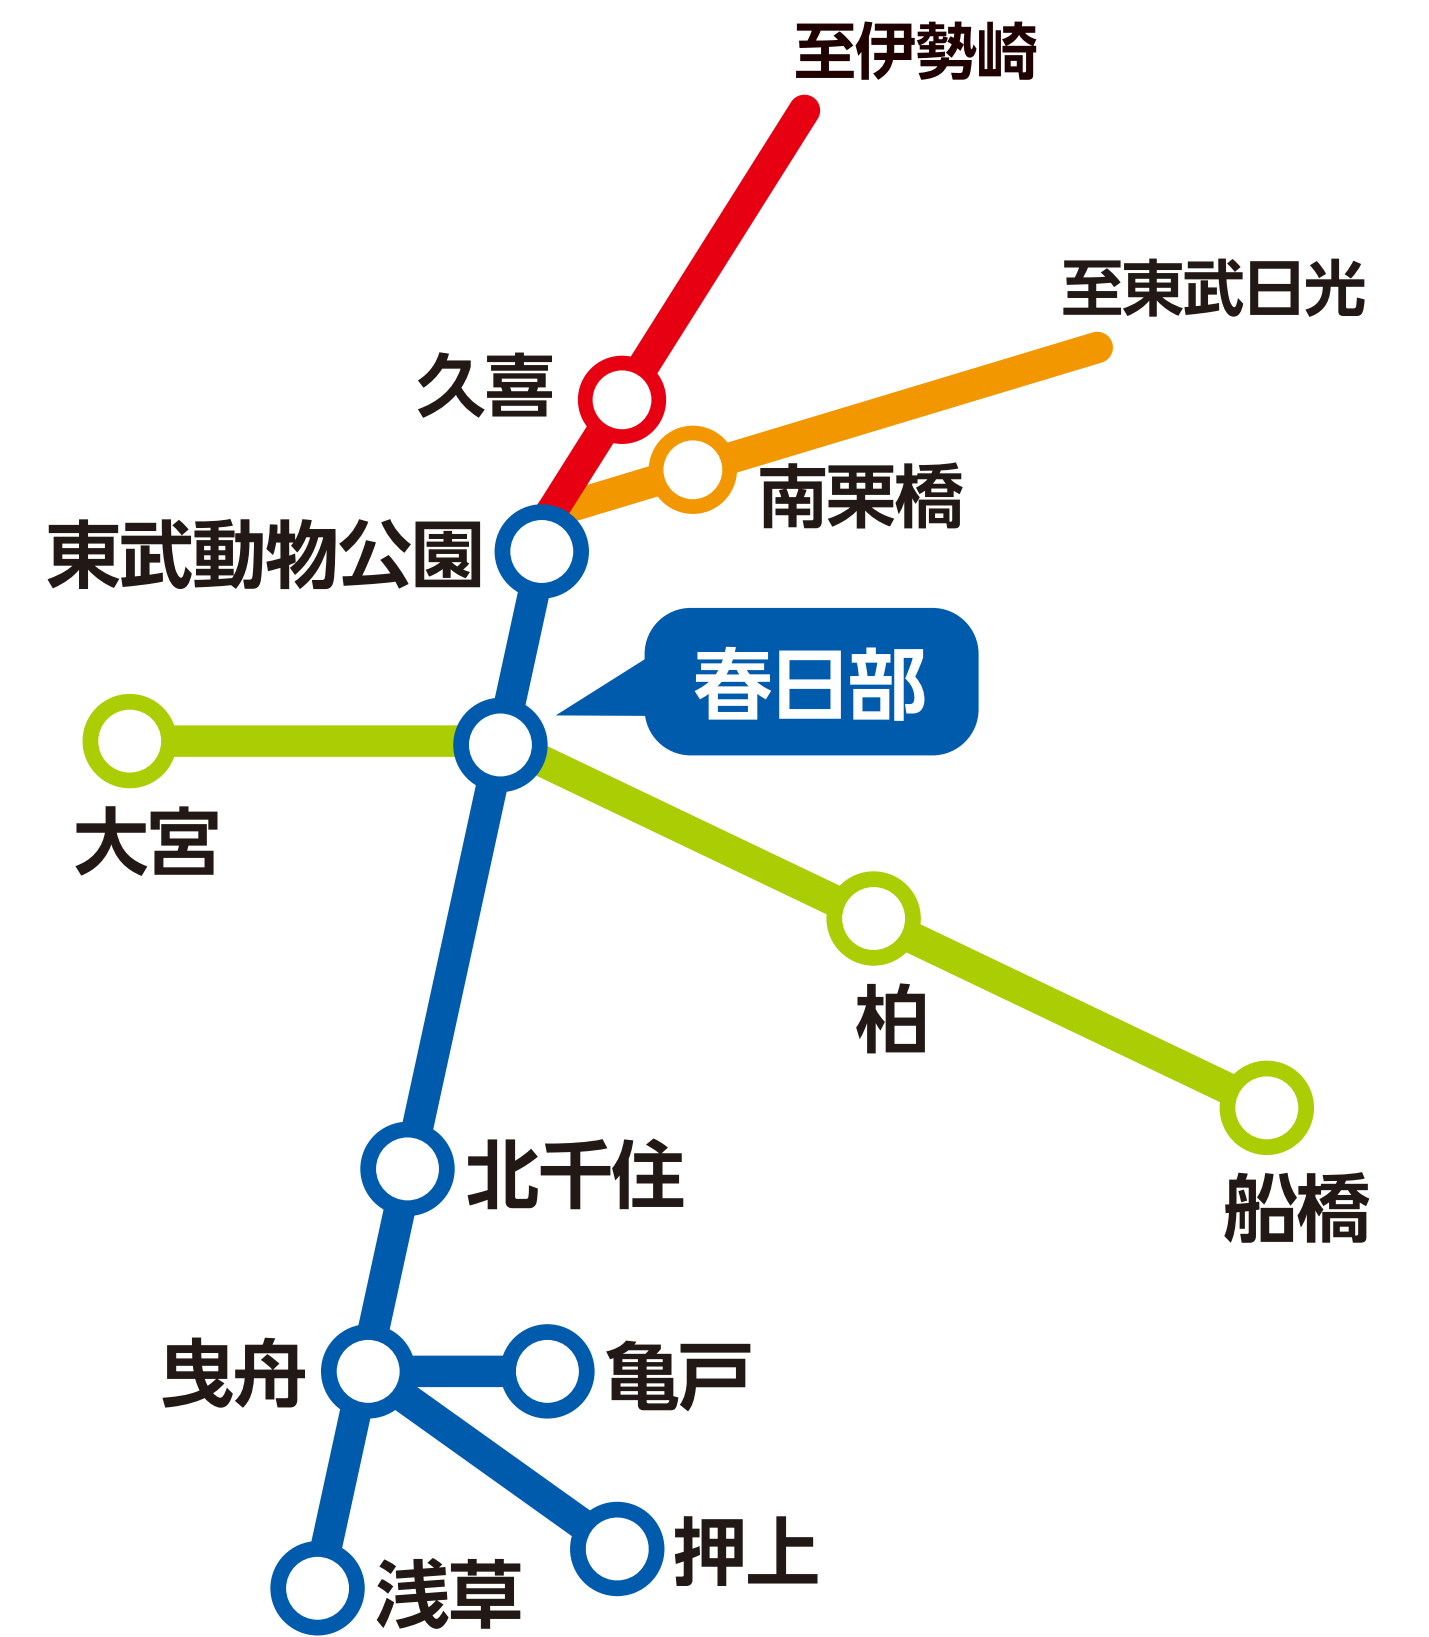 至伊勢崎
至東武日光
久喜
南栗橋
東武動物公園
春日部
大宮
柏
北千住
船橋
曳舟
亀戸
押上
浅草